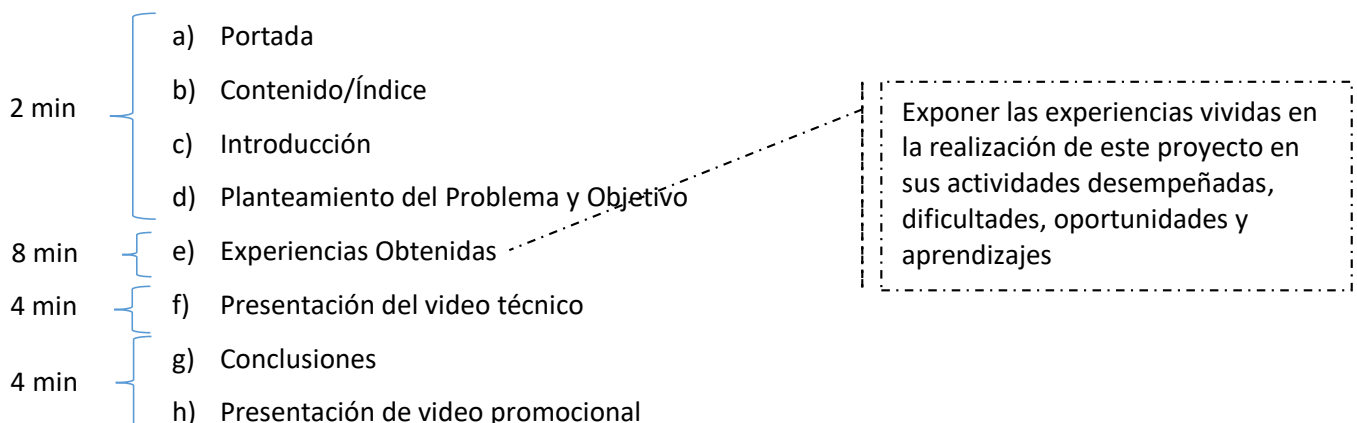 2 min
a) Portada
b) Contenido/Índice
c) Introducción
d) Planteamiento del Problema y Objetivo
8 min
e) Experiencias Obtenidas
4 min
f) Presentación del video técnico
4 min
g) Conclusiones
h) Presentación de video promocional
Exponer las experiencias vividas en
la realización de este proyecto en
sus actividades desempeñadas,
dificultades, oportunidades y
aprendizajes